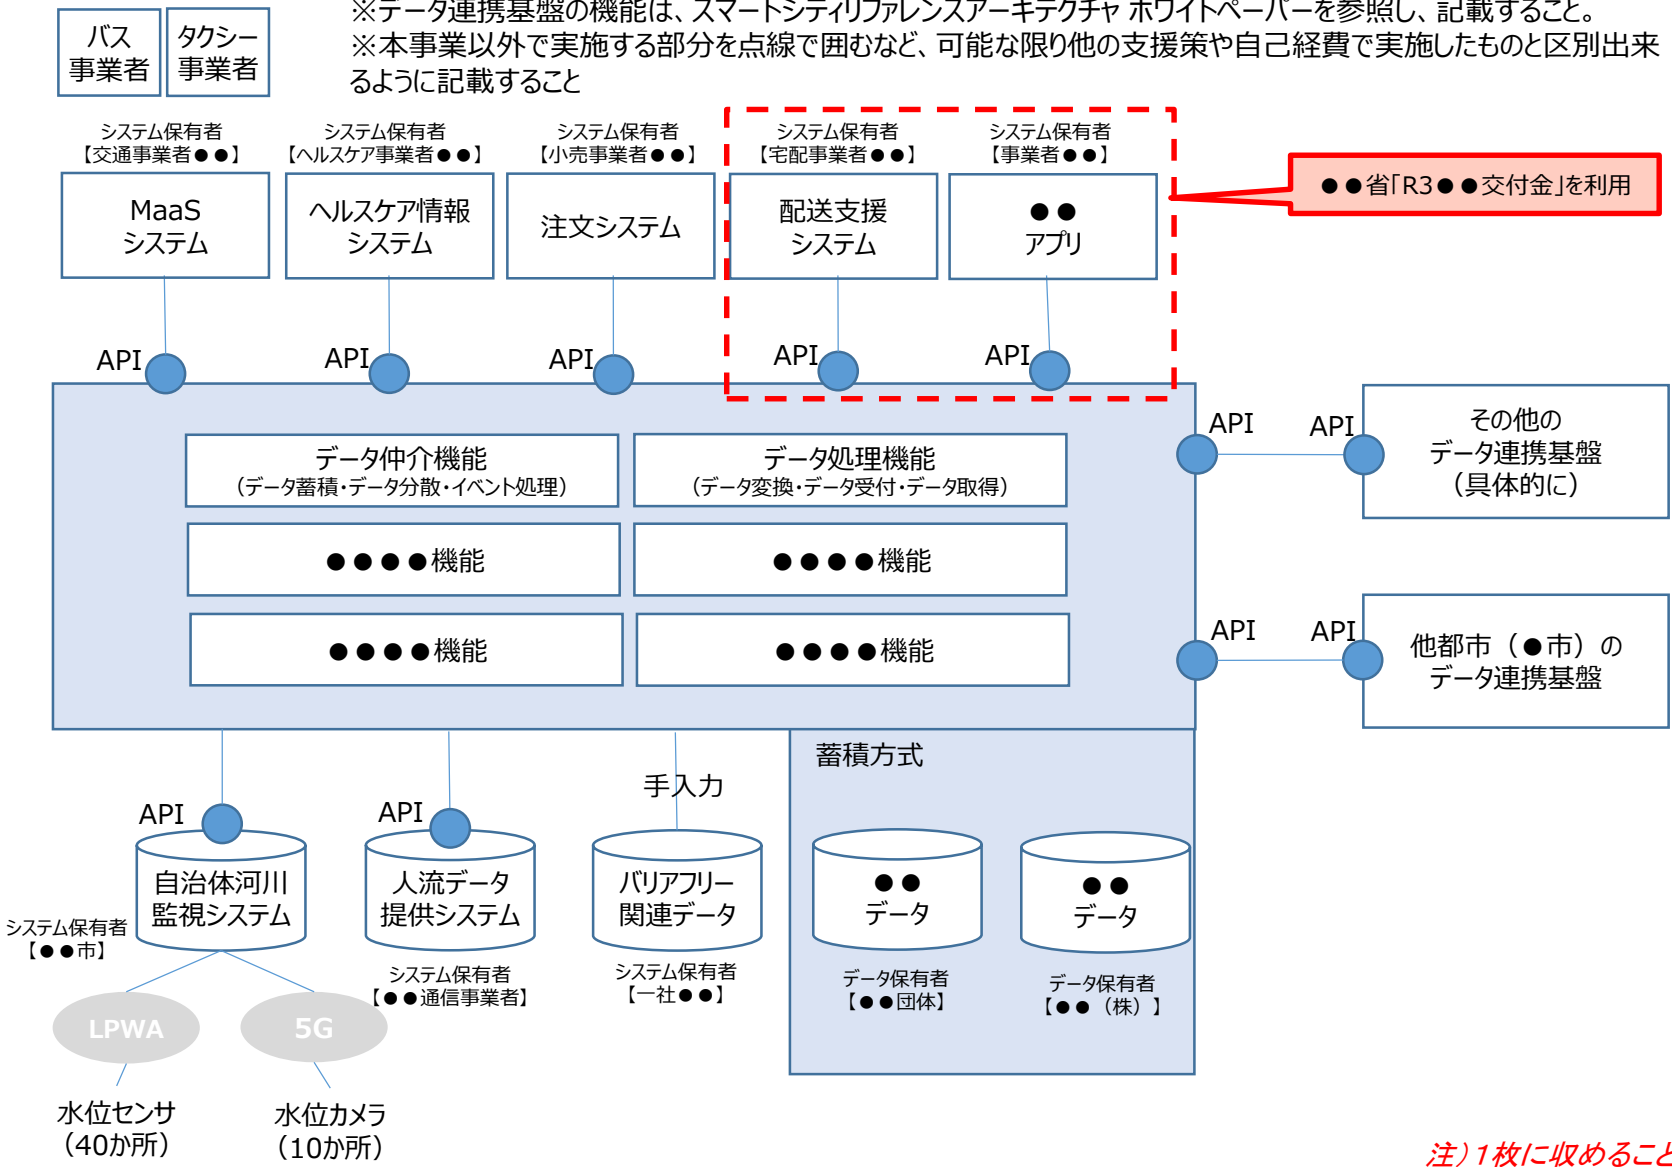 ※データ連携基盤の機能は、スマートシティリファレンスアーキテクチャ ホワイトペーパーを参照し、記載すること。
※本事業以外で実施する部分を点線で囲むなど、可能な限り他の支援策や自己経費で実施したものと区別出来
るように記載すること
バス
事業者
タクシー
事業者
システム保有者
【交通事業者●●】
システム保有者
【ヘルスケア事業者●●】
システム保有者
【小売事業者●●】
システム保有者
【宅配事業者●●】
システム保有者
【事業者●●】
●●省「R3●●交付金」を利用
MaaS
システム
ヘルスケア情報
システム
注文システム
配送支援
システム
●●
アプリ
API
API
API
API
API
データ仲介機能
（データ蓄積・データ分散・イベント処理）
データ処理機能
（データ変換・データ受付・データ取得）
●●●●機能
●●●●機能
●●●●機能
●●●●機能
API
API
その他の
データ連携基盤
（具体的に）
API
API
他都市（●市）の
データ連携基盤
蓄積方式
手入力
API
API
自治体河川
監視システム
人流データ
提供システム
バリアフリー
関連データ
●●
データ
●●
データ
システム保有者
【●●市】
システム保有者
【●●通信事業者】
システム保有者
【一社●●】
データ保有者
【●●団体】
データ保有者
【●●（株）】
LPWA
5G
水位センサ
（40か所）
水位カメラ
（10か所）
注）1枚に収めること